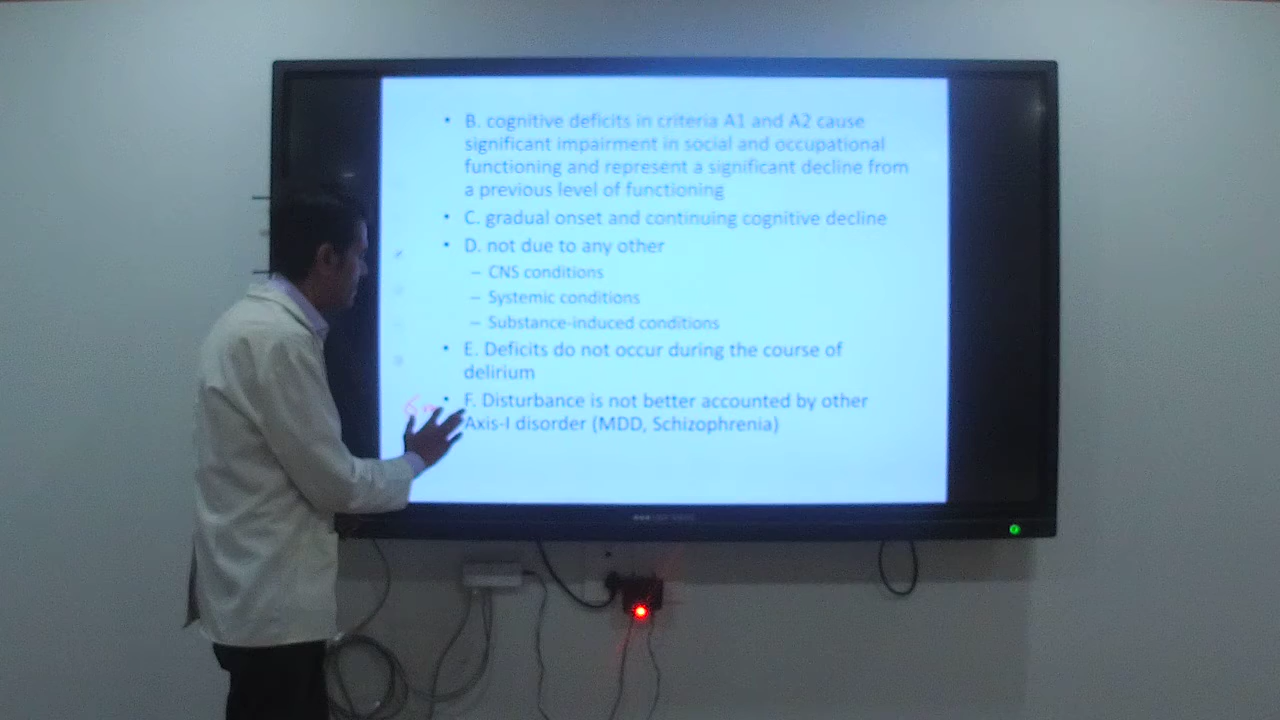 • B. cognitive deficits in criteria A1 and A2 cause
significant impairment in social and occupational
functioning and represent a significant decline from
a previous level of functioning
• C. gradual onset and continuing cognitive decline
• D. not due to any other
– CNS conditions
– Systemic conditions
– Substance-induced conditions
• E. Deficits do not occur during the course of
delirium
• F. Disturbance is not better accounted by other
Axis-I disorder (MDD, Schizophrenia)